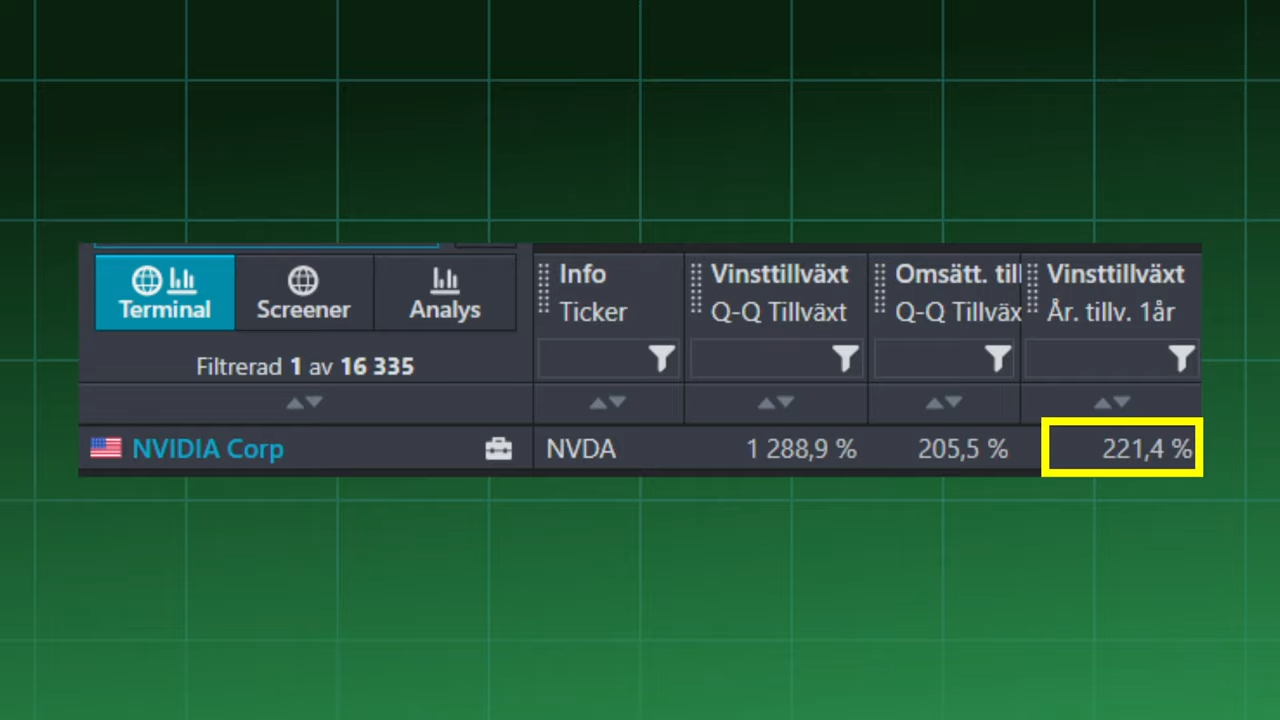 Terminal
Screener
Analys
Filtrerad 1 av 16 335
Info
Ticker
Vinsttillväxt
Q-Q Tillväxt
Omsätt. til
Q-Q Tillväx
Vinsttillväxt
År. tillv. 1år
NVIDIA Corp NVDA 1 288,9 % 205,5 % 221,4 %